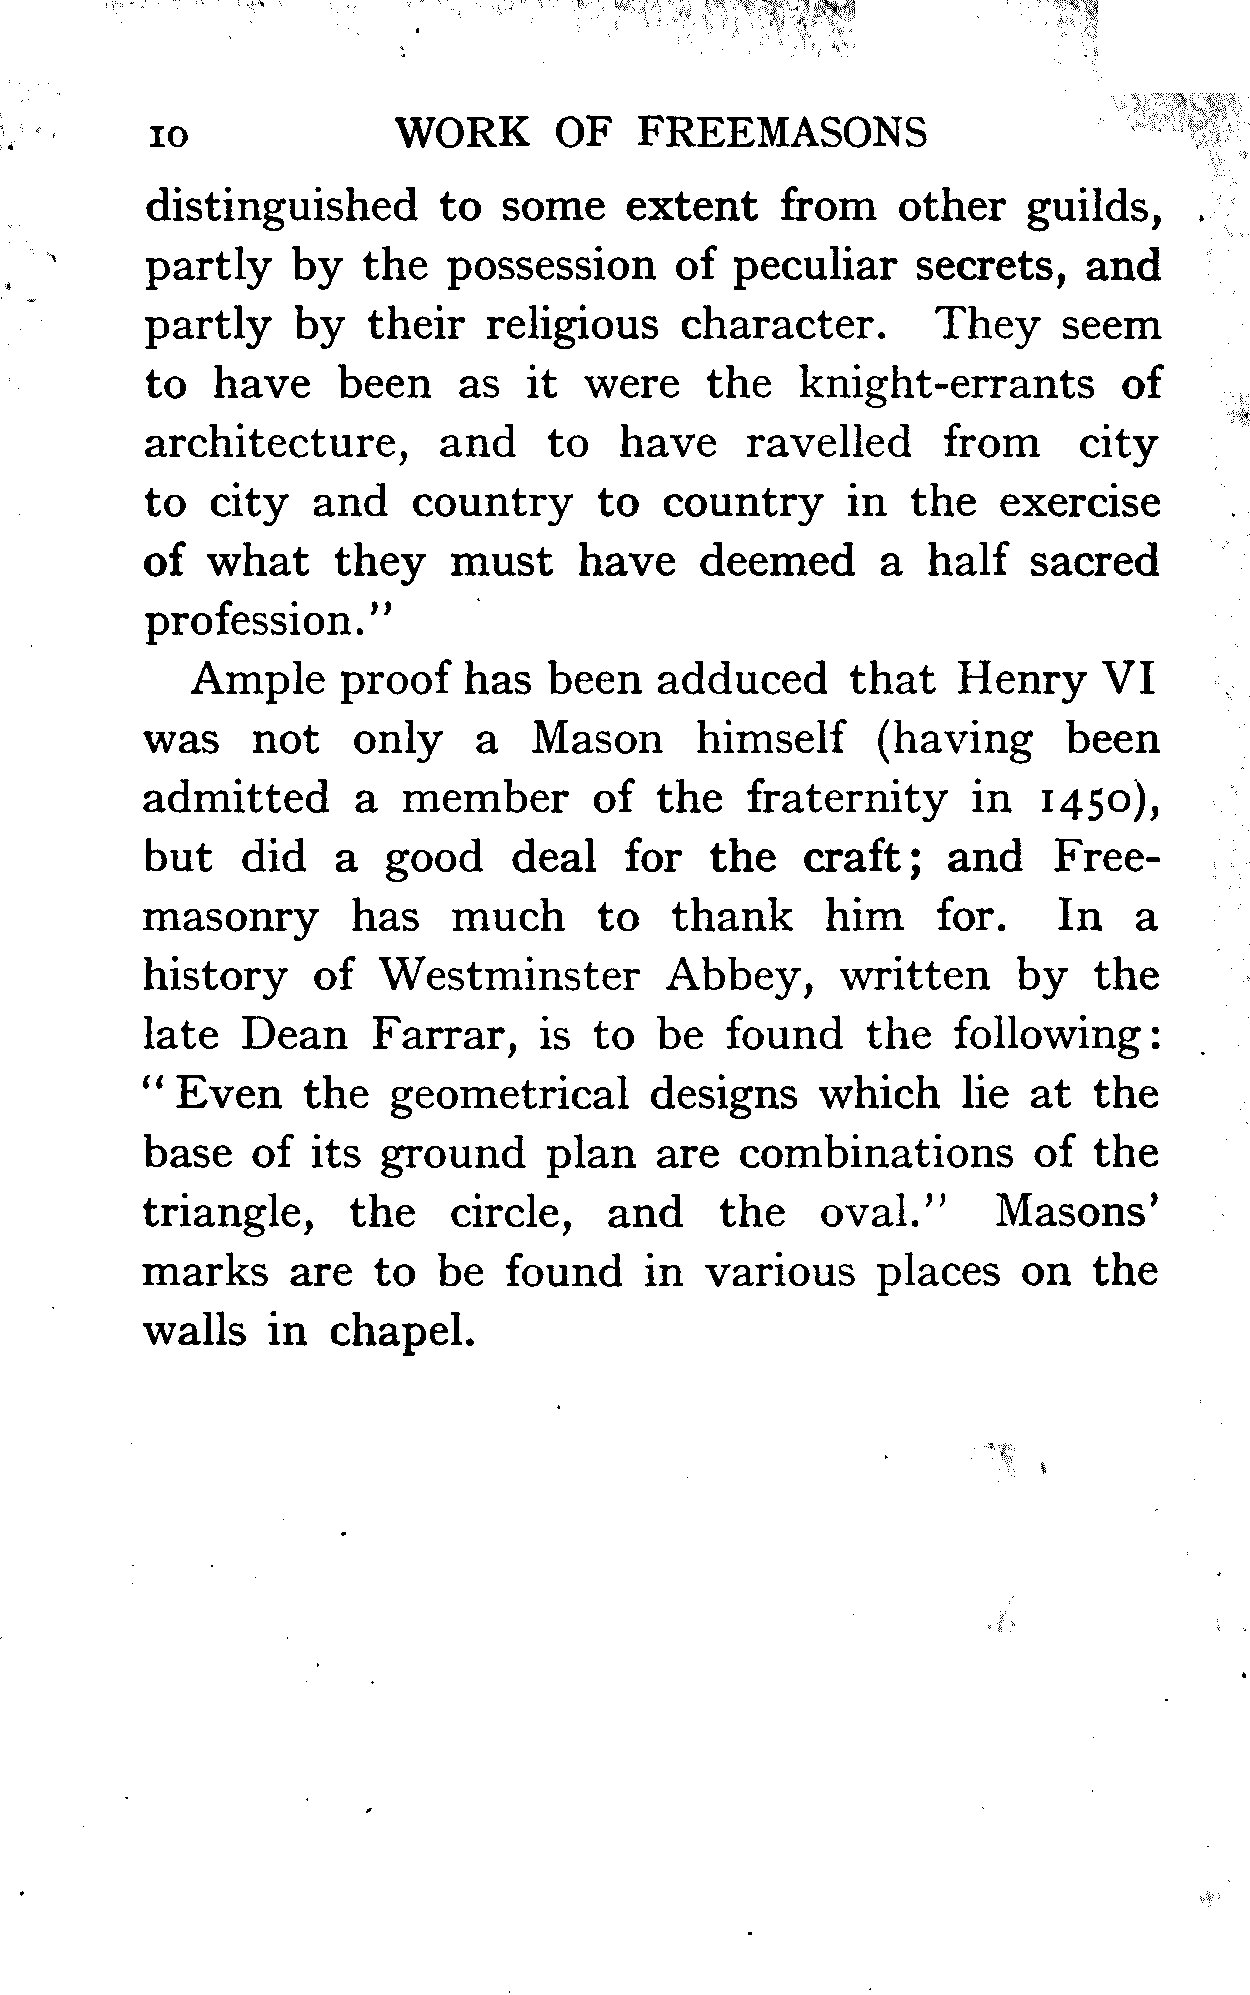 10 WORK OF FREEMASONS
distinguished to some extent from other guilds,
partly by the possession of peculiar secrets, and
partly by their religious character. They seem
to have been as it were the knight-errants of
architecture, and to have ravelled from city
to city and country to country in the exercise
of what they must have deemed a half sacred
profession."
Ample proof has been adduced that Henry VI
was not only a Mason himself (having been
admitted a member of the fraternity in 1450),
but did a good deal for the craft; and Free-
masonry has much to thank him for. In a
history of Westminster Abbey, written by the
late Dean Farrar, is to be found the following:
"Even the geometrical designs which lie at the
base of its ground plan are combinations of the
triangle, the circle, and the oval." Masons'
marks are to be found in various places on the
walls in chapel.